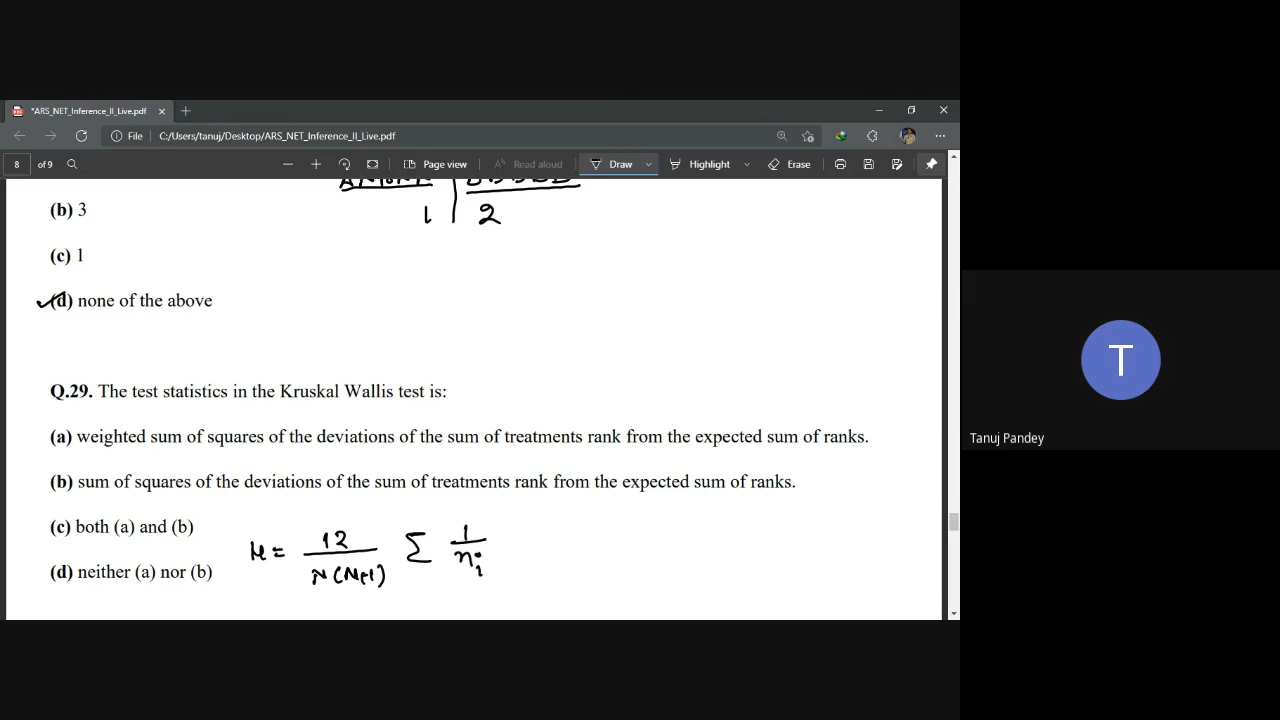 *ARS_NET_Inference_II_Live.pdf
File C:/Users/tanuj/Desktop/ARS_NET_Inference_II_Live.pdf
8 of 9 Page view Read aloud Draw Highlight Erase
(b) 3
1 | 2
(c) 1
(d) none of the above
Q.29. The test statistics in the Kruskal Wallis test is:
(a) weighted sum of squares of the deviations of the sum of treatments rank from the expected sum of ranks.
(b) sum of squares of the deviations of the sum of treatments rank from the expected sum of ranks.
(c) both (a) and (b)
H = 12 / N(N+1) Σ 1 / ni
(d) neither (a) nor (b)
T
Tanuj Pandey